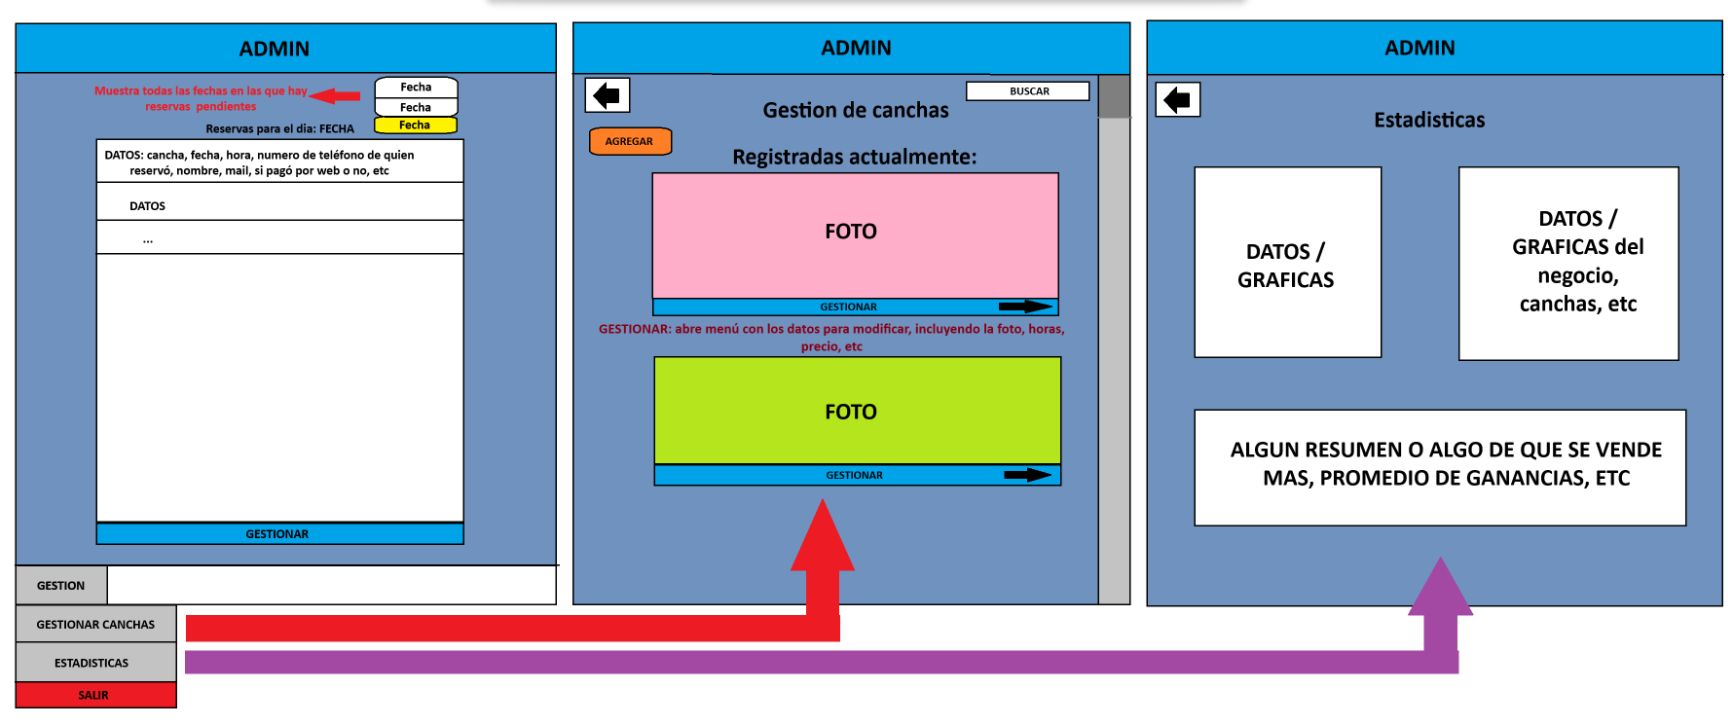 ADMIN
Muestra todas las fechas en las que hay
reservas pendientes
Fecha
Fecha
Fecha
Reservas para el dia: FECHA
DATOS: cancha, fecha, hora, numero de teléfono de quien
reservó, nombre, mail, si pagó por web o no, etc
DATOS
...
GESTIONAR
GESTION
GESTIONAR CANCHAS
ESTADISTICAS
SALIR
ADMIN
BUSCAR
Gestion de canchas
AGREGAR
Registradas actualmente:
FOTO
GESTIONAR
GESTIONAR: abre menú con los datos para modificar, incluyendo la foto, horas,
precio, etc
FOTO
GESTIONAR
ADMIN
Estadisticas
DATOS /
GRAFICAS
DATOS /
GRAFICAS del
negocio,
canchas, etc
ALGUN RESUMEN O ALGO DE QUE SE VENDE
MAS, PROMEDIO DE GANANCIAS, ETC